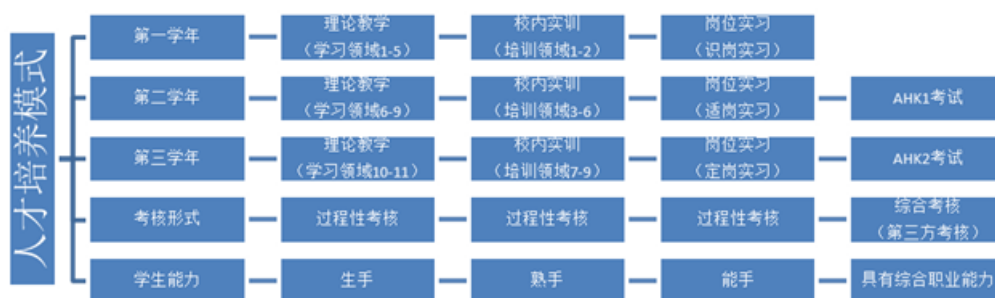 人才培养模式
第一学年
理论教学
（学习领域1-5）
校内实训
（培训领域1-2）
岗位实习
（识岗实习）
第二学年
理论教学
（学习领域6-9）
校内实训
（培训领域3-6）
岗位实习
（适岗实习）
AHK1考试
第三学年
理论教学
（学习领域10-11）
校内实训
（培训领域7-9）
岗位实习
（定岗实习）
AHK2考试
考核形式
过程性考核
过程性考核
过程性考核
综合考核
（第三方考核）
学生能力
生手
熟手
能手
具有综合职业能力